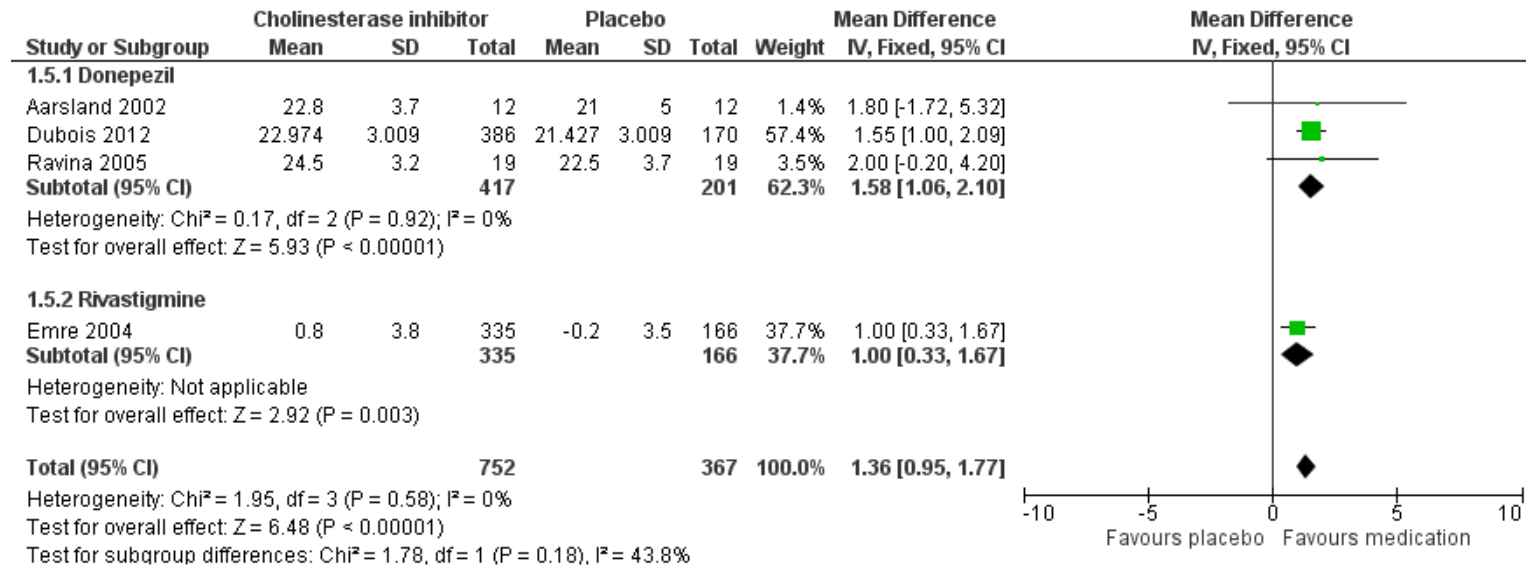 Cholinesterase inhibitor Placebo Mean Difference Mean Difference
Study or Subgroup Mean SD Total Mean SD Total Weight IV, Fixed, 95% CI IV, Fixed, 95% CI
1.5.1 Donepezil
Aarsland 2002 22.8 3.7 12 21 5 12 1.4% 1.80 [-1.72, 5.32]
Dubois 2012 22.974 3.009 386 21.427 3.009 170 57.4% 1.55 [1.00, 2.09]
Ravina 2005 24.5 3.2 19 22.5 3.7 19 3.5% 2.00 [-0.20, 4.20]
Subtotal (95% CI) 417 201 62.3% 1.58 [1.06, 2.10]
Heterogeneity: Chi² = 0.17, df = 2 (P = 0.92); I² = 0%
Test for overall effect: Z = 5.93 (P < 0.00001)
1.5.2 Rivastigmine
Emre 2004 0.8 3.8 335 -0.2 3.5 166 37.7% 1.00 [0.33, 1.67]
Subtotal (95% CI) 335 166 37.7% 1.00 [0.33, 1.67]
Heterogeneity: Not applicable
Test for overall effect: Z = 2.92 (P = 0.003)
Total (95% CI) 752 367 100.0% 1.36 [0.95, 1.77]
Heterogeneity: Chi² = 1.95, df = 3 (P = 0.58); I² = 0%
Test for overall effect: Z = 6.48 (P < 0.00001)
Test for subgroup differences: Chi² = 1.78, df = 1 (P = 0.18), I² = 43.8%
-10 -5 0 5 10
Favours placebo Favours medication